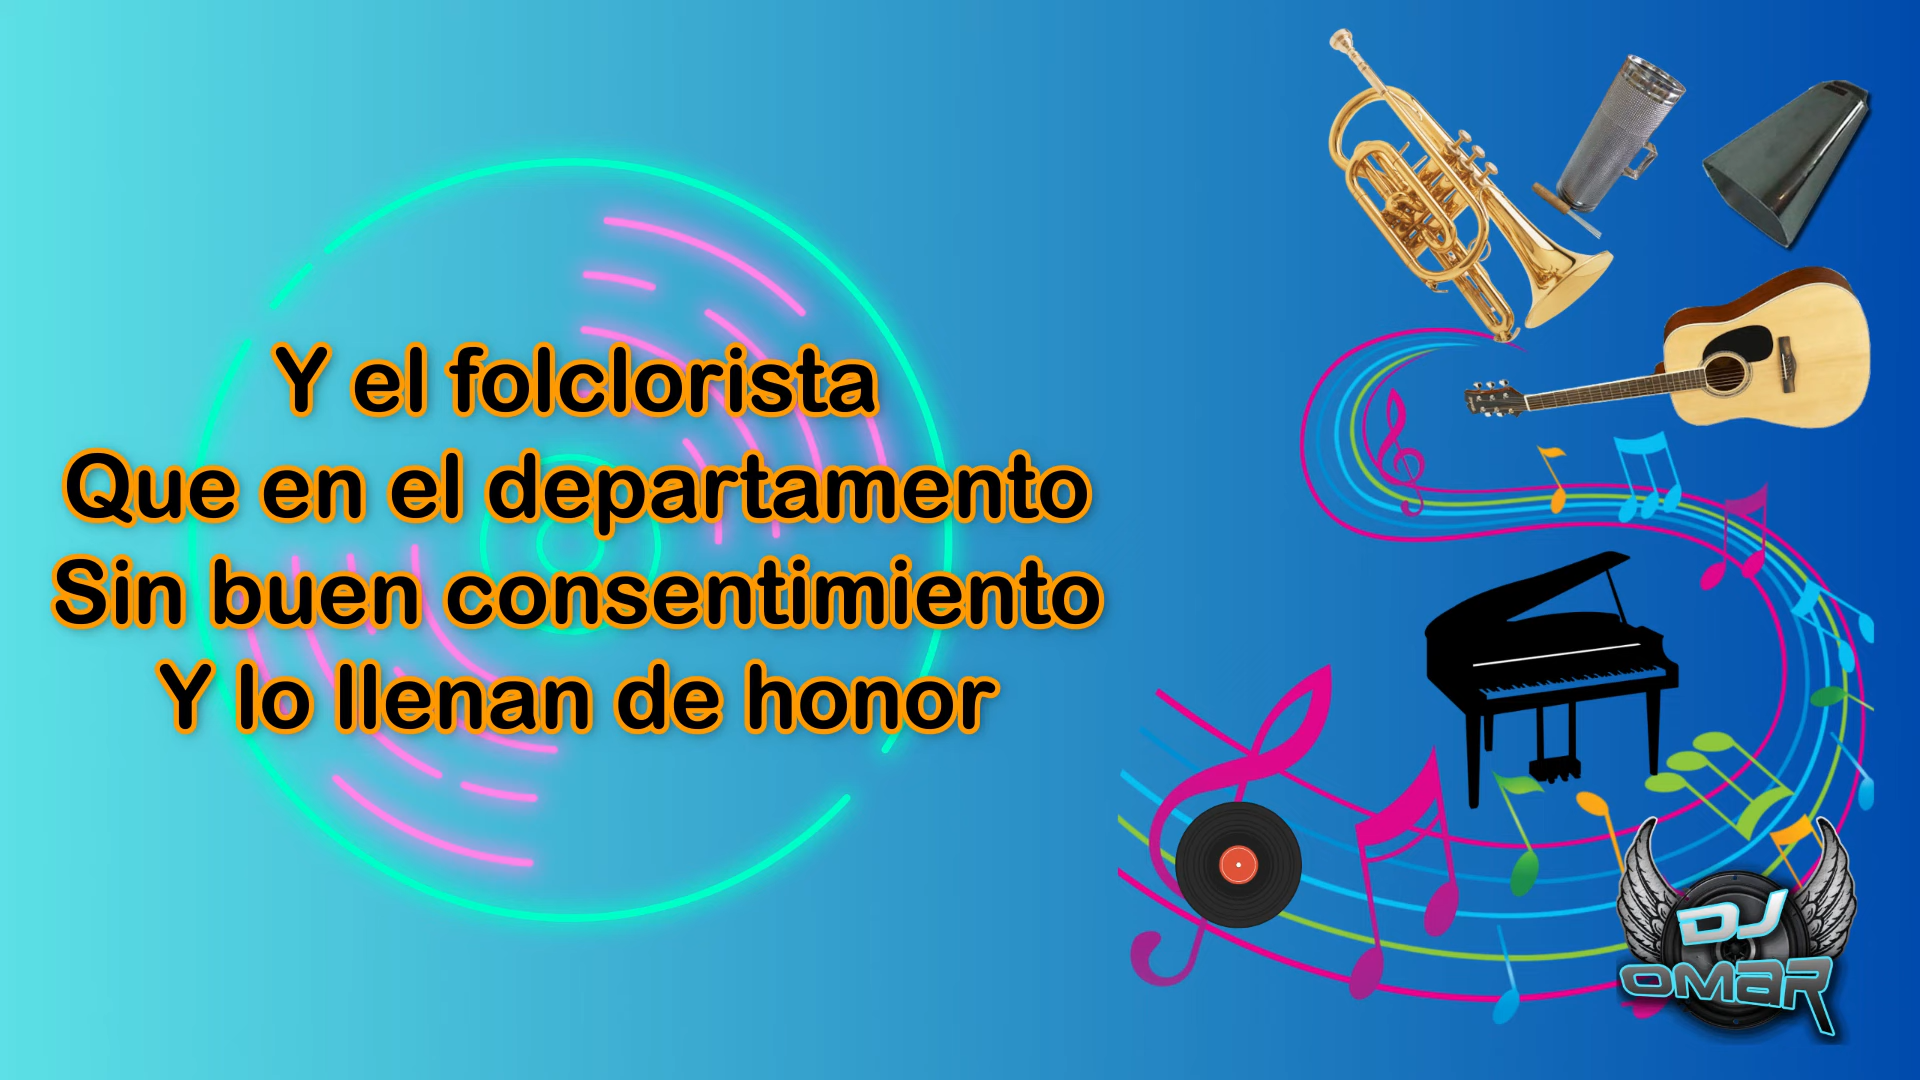 Y el folclorista
Que en el departamento
Sin buen consentimiento
Y lo llenan de honor
DJ
OMAR